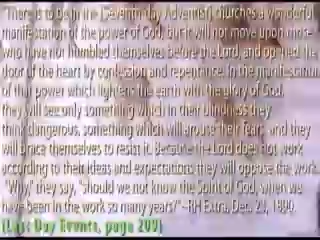 "There is to be in the [Seventh-day Adventist] churches a wonderful
manifestation of the power of God, but it will not move upon those
who have not humbled themselves before the Lord, and opened the
door of the heart by confession and repentance. In the manifestation
of that power which lightens the earth with the glory of God,
they will see only something which in their blindness they
think dangerous, something which will arouse their fears, and they
will brace themselves to resist it. Because the Lord does not work
according to their ideas and expectations they will oppose the work.
"Why," they say, "should we not know the Spirit of God, when we
have been in the work so many years?"~RH Extra, Dec. 23, 1890.
(Last Day Events, page 209)